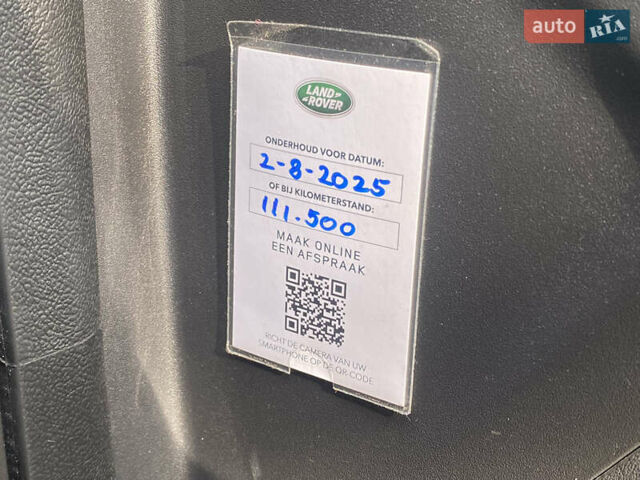 auto RIA
.com
LAND
ROVER
ONDERHOUD VOOR DATUM:
2-8-2025
OF BIJ KILOMETERSTAND:
111.500
MAAK ONLINE
EEN AFSPRAAK
RICHT DE CAMERA VAN UW
SMARTPHONE OP DE QR-CODE